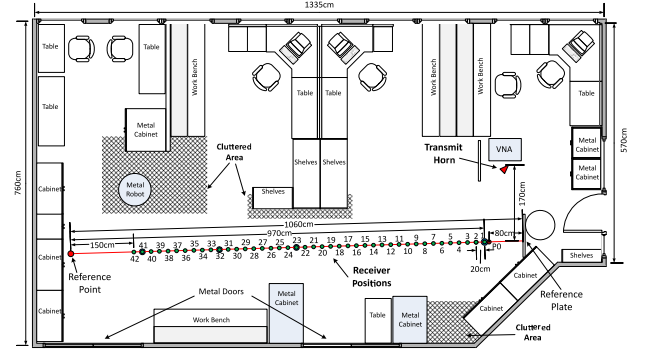 1335cm
760cm
570cm
Table
Table
Table
Metal
Cabinet
Work Bench
Table
Table
Shelves
Shelves
Shelves
Work Bench
Work Bench
Table
Metal
Cabinet
Metal
Cabinet
VNA
Transmit
Horn
170cm
Cluttered
Area
Metal
Robot
Cabinet
Cabinet
Cabinet
1060cm
970cm
150cm
80cm
41 39 37 35 33 31 29 27 25 23 21 19 17 15 13 11 9 7 5 3 2 1
42 40 38 36 34 32 30 28 26 24 22 20 18 16 14 12 10 8 6 4
P0
20cm
Reference
Point
Receiver
Positions
Reference
Plate
Shelves
Cabinet
Cabinet
Metal Doors
Metal
Cabinet
Work Bench
Table
Metal
Cabinet
Cluttered
Area